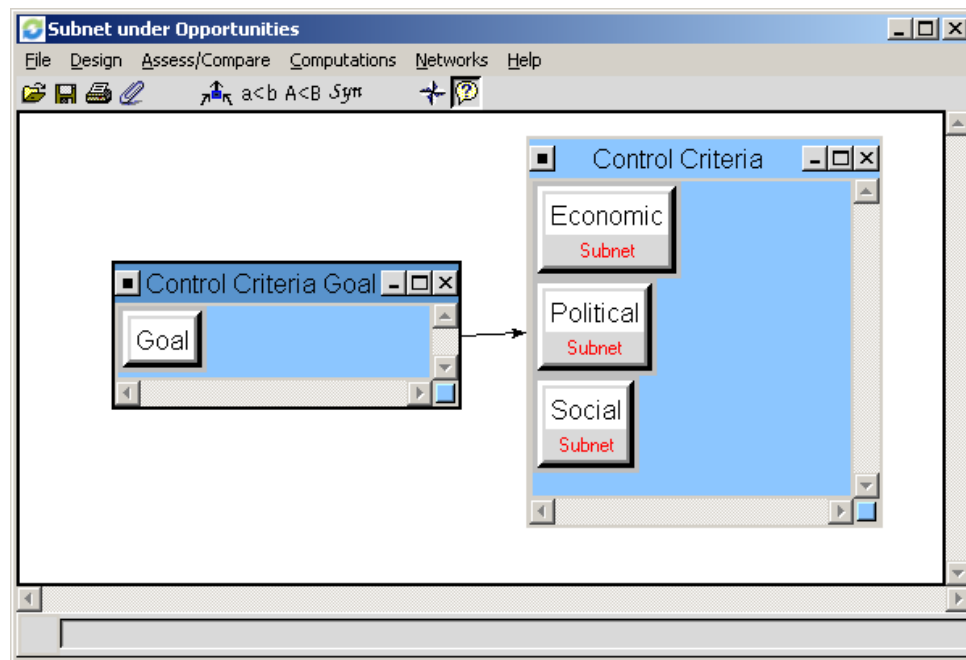 Subnet under Opportunities
File Design Assess/Compare Computations Networks Help
a<b A<B Syn
Control Criteria
Economic
Subnet
Control Criteria Goal
Political
Goal
Subnet
Social
Subnet